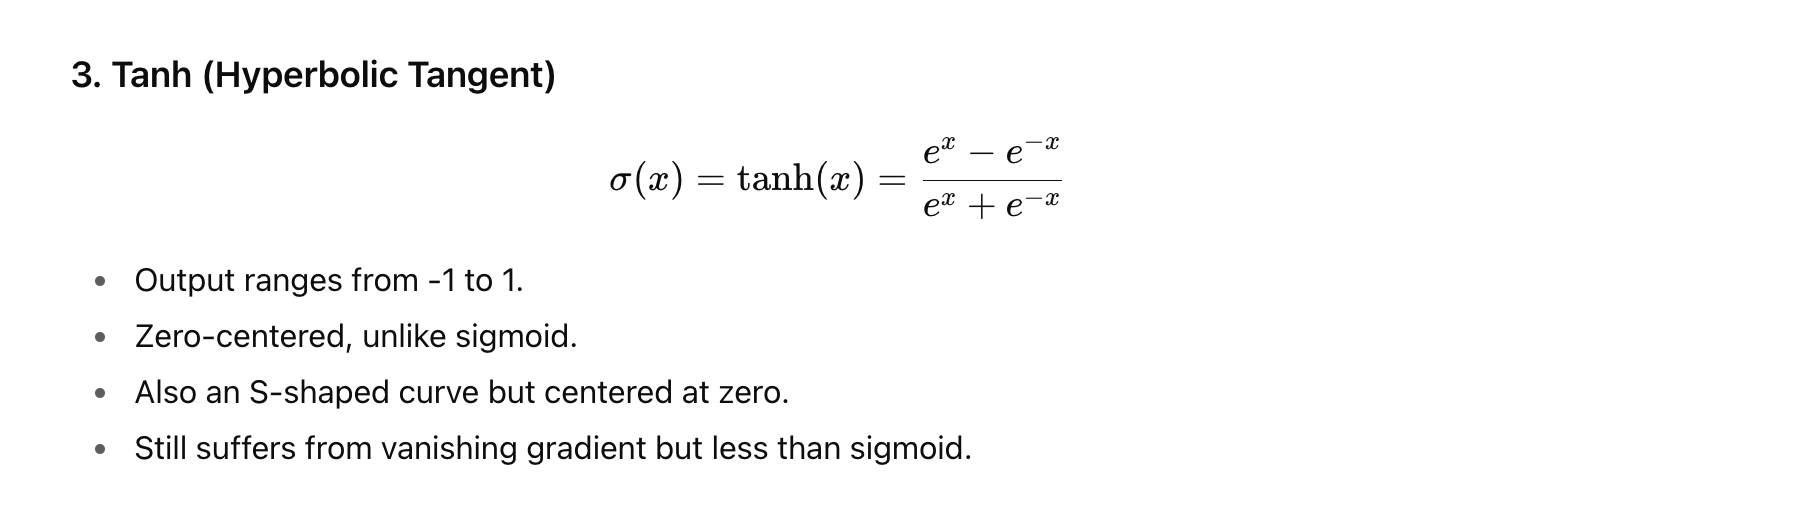 3. Tanh (Hyperbolic Tangent)
σ(x) = tanh(x) = \frac{e^x − e^{−x}}{e^x + e^{−x}}
• Output ranges from -1 to 1.
• Zero-centered, unlike sigmoid.
• Also an S-shaped curve but centered at zero.
• Still suffers from vanishing gradient but less than sigmoid.